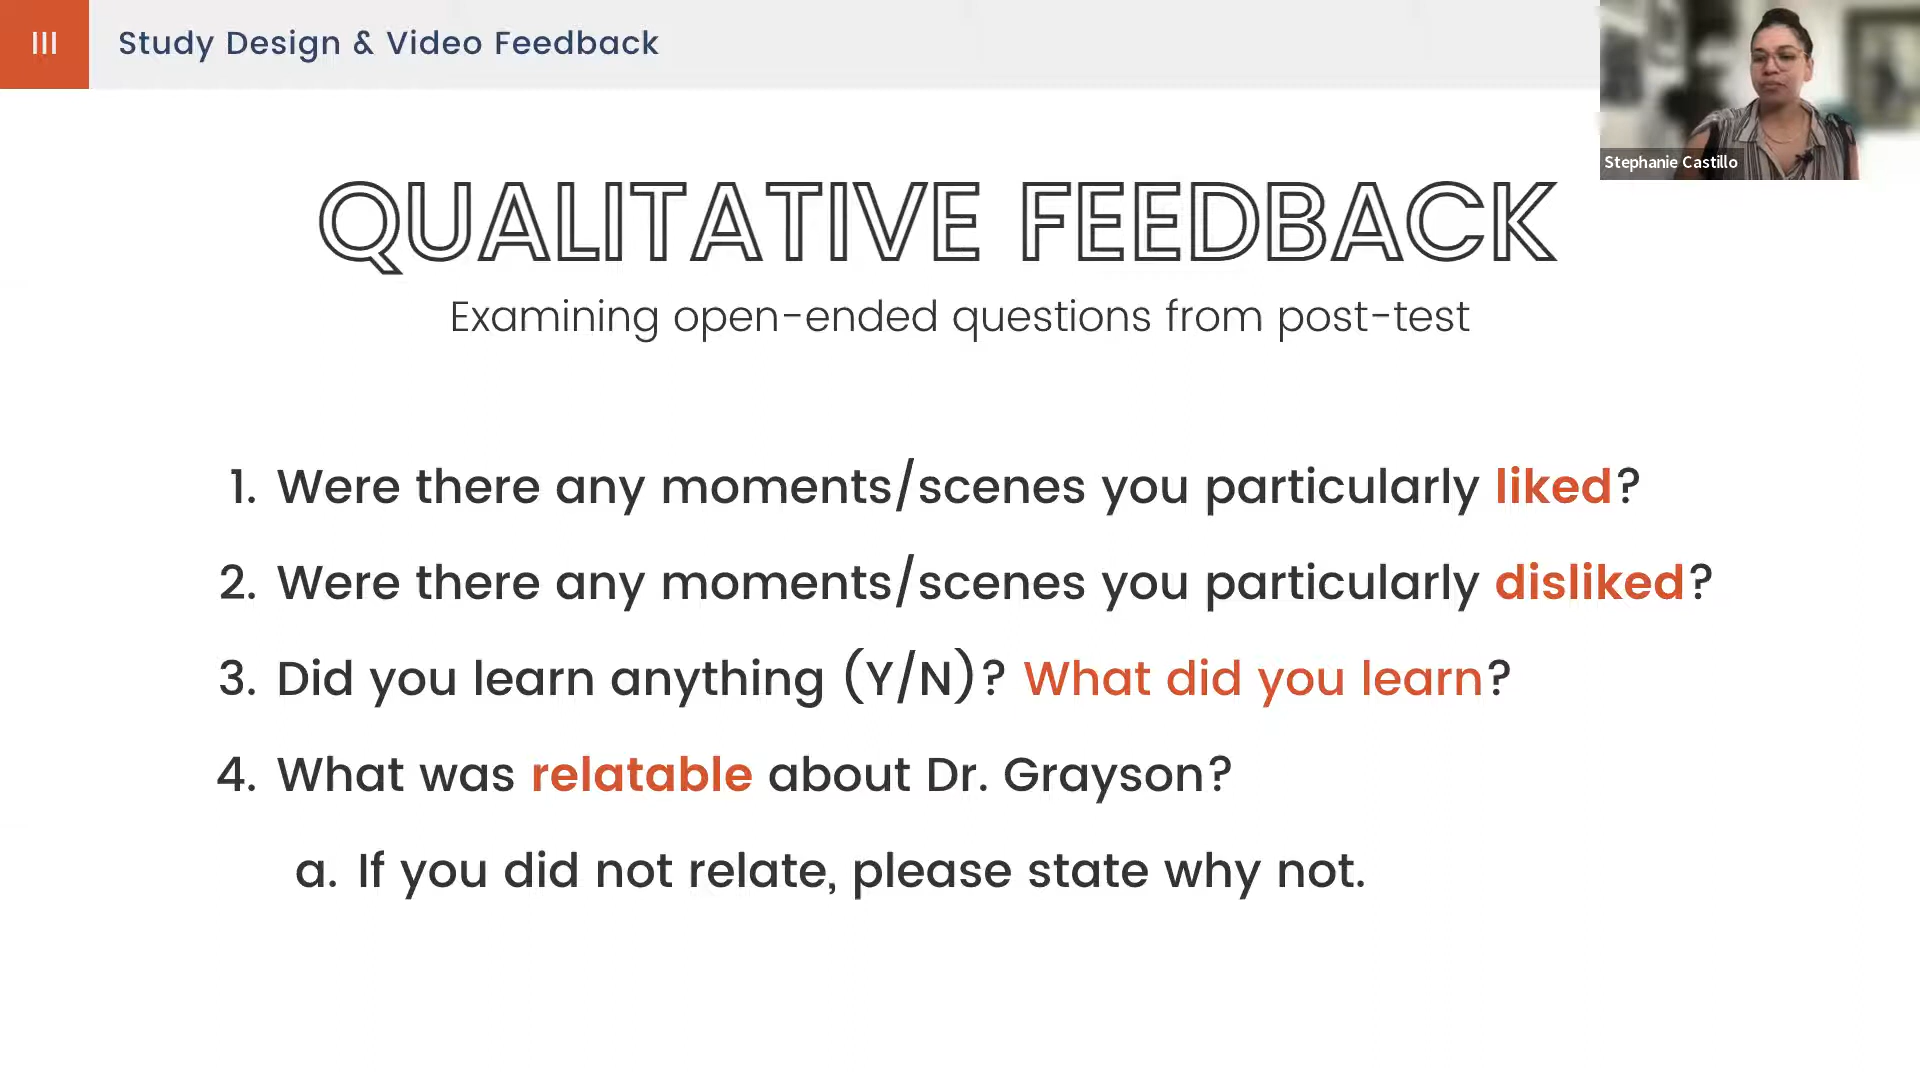 III
Study Design & Video Feedback
Stephanie Castillo
QUALITATIVE FEEDBACK
Examining open-ended questions from post-test
1. Were there any moments/scenes you particularly liked?
2. Were there any moments/scenes you particularly disliked?
3. Did you learn anything (Y/N)? What did you learn?
4. What was relatable about Dr. Grayson?
a. If you did not relate, please state why not.